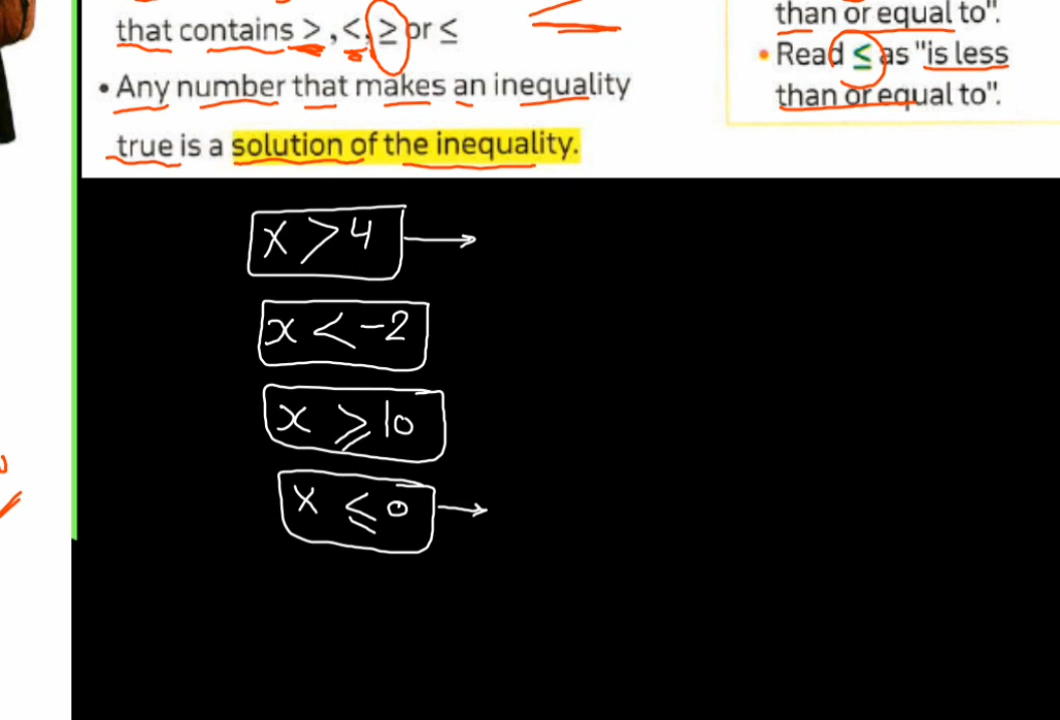 that contains >, <, ≥ or ≤
• Any number that makes an inequality
true is a solution of the inequality.
than or equal to".
• Read ≤ as "is less
than or equal to".
x > 4
x < -2
x ≥ 10
x ≤ 0